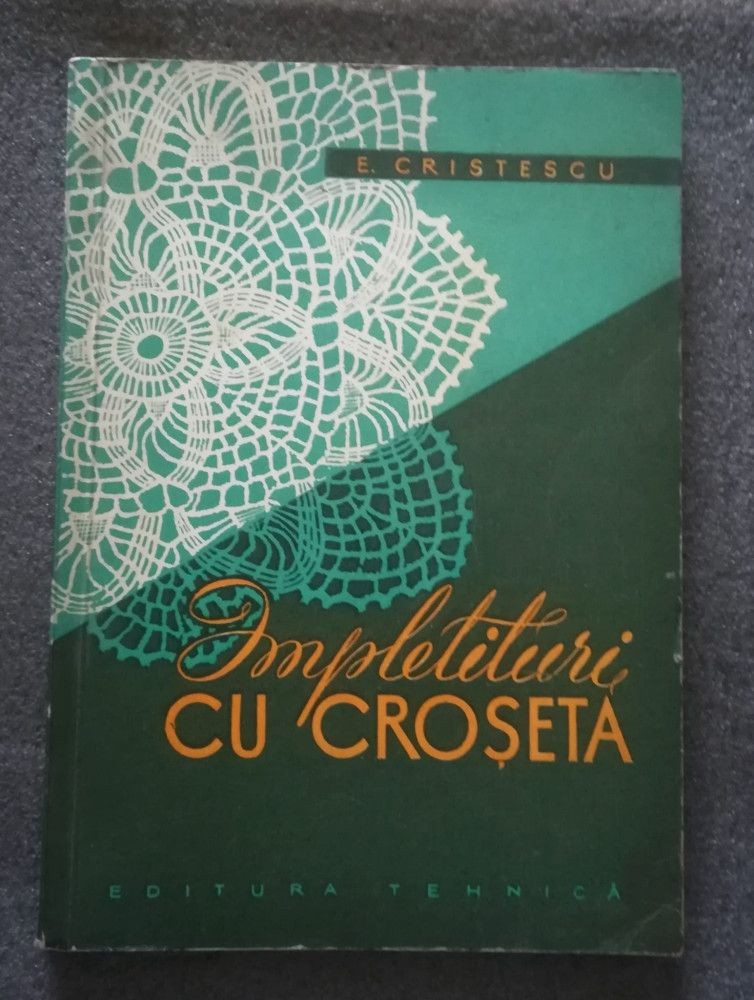 E. CRISTESCU
Împletituri
CU CROȘETA
EDITURA TEHNICĂ